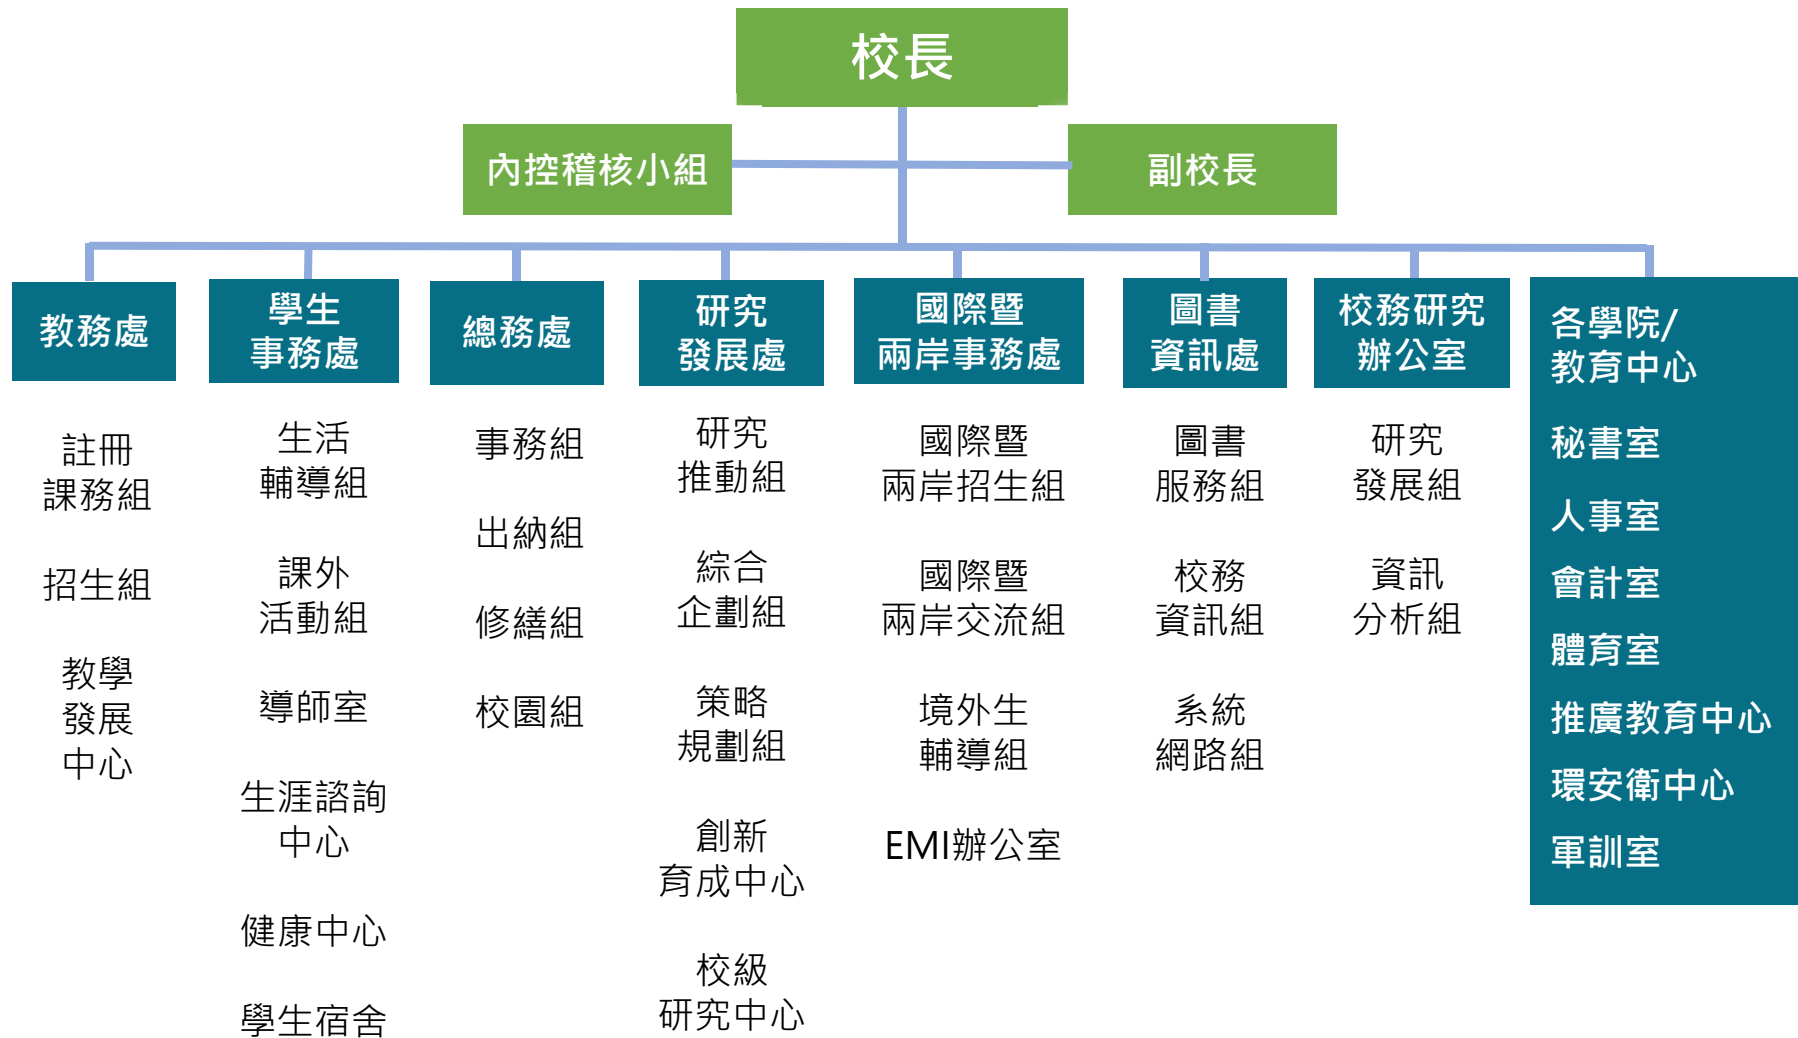 校長
內控稽核小組
副校長
教務處
註冊
課務組
招生組
教學
發展
中心
學生
事務處
生活
輔導組
課外
活動組
導師室
生涯諮詢
中心
健康中心
學生宿舍
總務處
事務組
出納組
修繕組
校園組
研究
發展處
研究
推動組
綜合
企劃組
策略
規劃組
創新
育成中心
校級
研究中心
國際暨
兩岸事務處
國際暨
兩岸招生組
國際暨
兩岸交流組
境外生
輔導組
EMI辦公室
圖書
資訊處
圖書
服務組
校務
資訊組
系統
網路組
校務研究
辦公室
研究
發展組
資訊
分析組
各學院/
教育中心
秘書室
人事室
會計室
體育室
推廣教育中心
環安衛中心
軍訓室